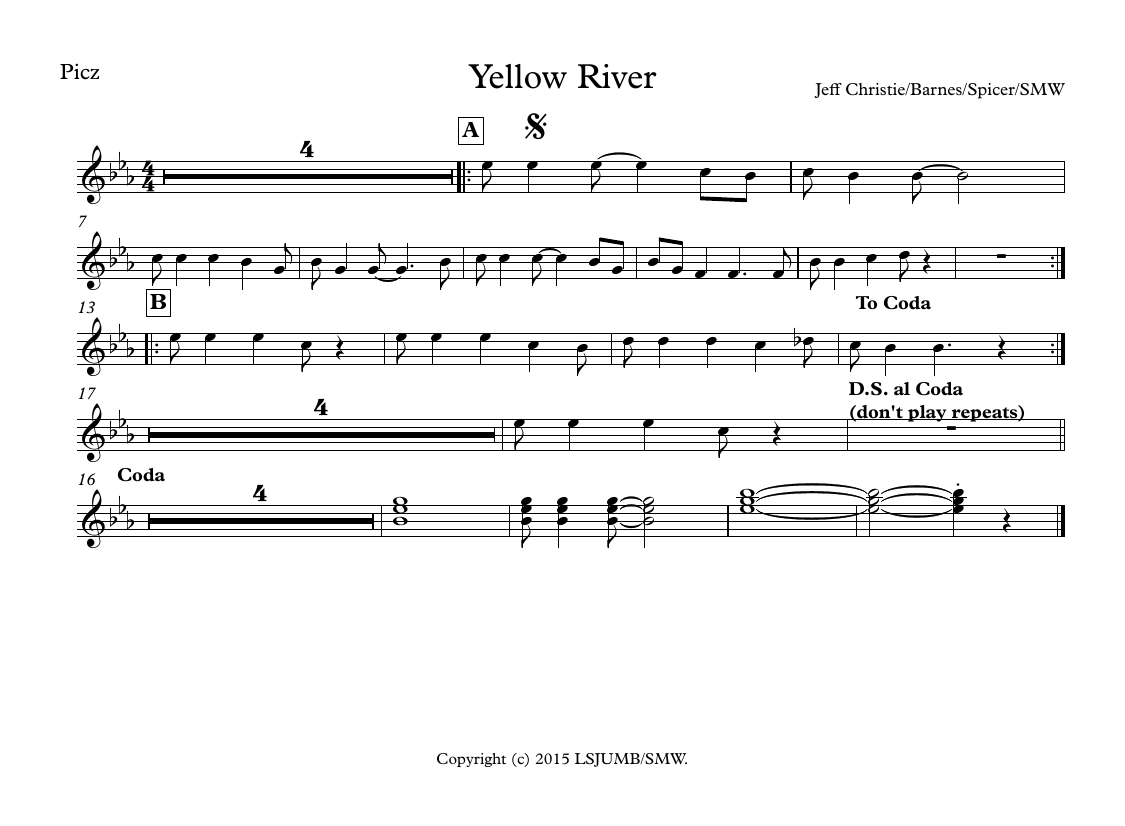 Picz
Yellow River
Jeff Christie/Barnes/Spicer/SMW
A
4
4
4
7
13
B
To Coda
17
4
D.S. al Coda
(don't play repeats)
16
Coda
4
Copyright (c) 2015 LSJUMB/SMW.